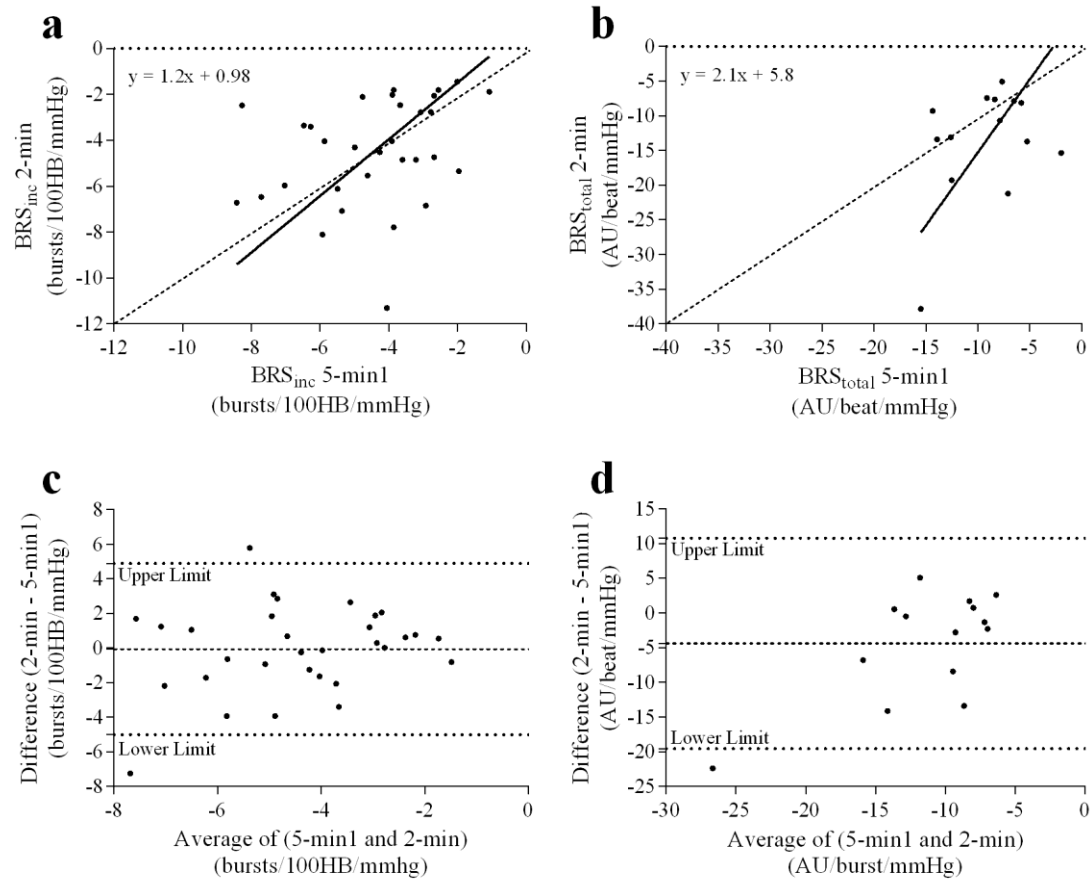 a
y = 1.2x + 0.98
BRSinc 2-min
(bursts/100HB/mmHg)
0
-2
-4
-6
-8
-10
-12
-12 -10 -8 -6 -4 -2 0
BRSinc 5-min1
(bursts/100HB/mmHg)
b
y = 2.1x + 5.8
BRStotal 2-min
(AU/beat/mmHg)
0
-5
-10
-15
-20
-25
-30
-35
-40
-40 -35 -30 -25 -20 -15 -10 -5 0
BRStotal 5-min1
(AU/beat/mmHg)
c
Difference (2-min - 5-min1)
(bursts/100HB/mmHg)
8
6
4
2
0
-2
-4
-6
-8
Upper Limit
Lower Limit
-8 -6 -4 -2 0
Average of (5-min1 and 2-min)
(bursts/100HB/mmhg)
d
Difference (2-min - 5-min1)
(AU/beat/mmHg)
15
10
5
0
-5
-10
-15
-20
-25
Upper Limit
Lower Limit
-30 -25 -20 -15 -10 -5 0
Average of (5-min1 and 2-min)
(AU/burst/mmHg)